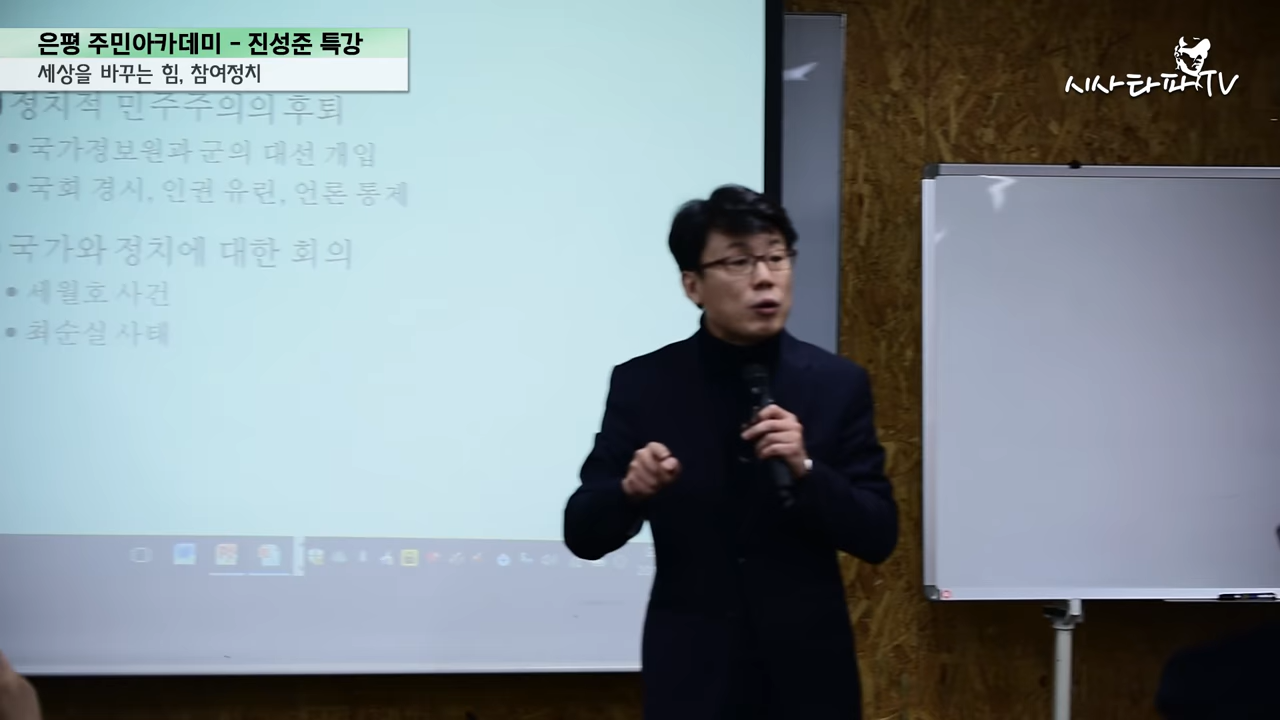 은평 주민아카데미 - 진성준 특강
세상을 바꾸는 힘, 참여정치
시사타파TV
정치적 민주주의의 후퇴
• 국가정보원과 군의 대선 개입
• 국회 경시, 인권 유린, 언론 통제
국가와 정치에 대한 회의
• 세월호 사건
• 최순실 사태